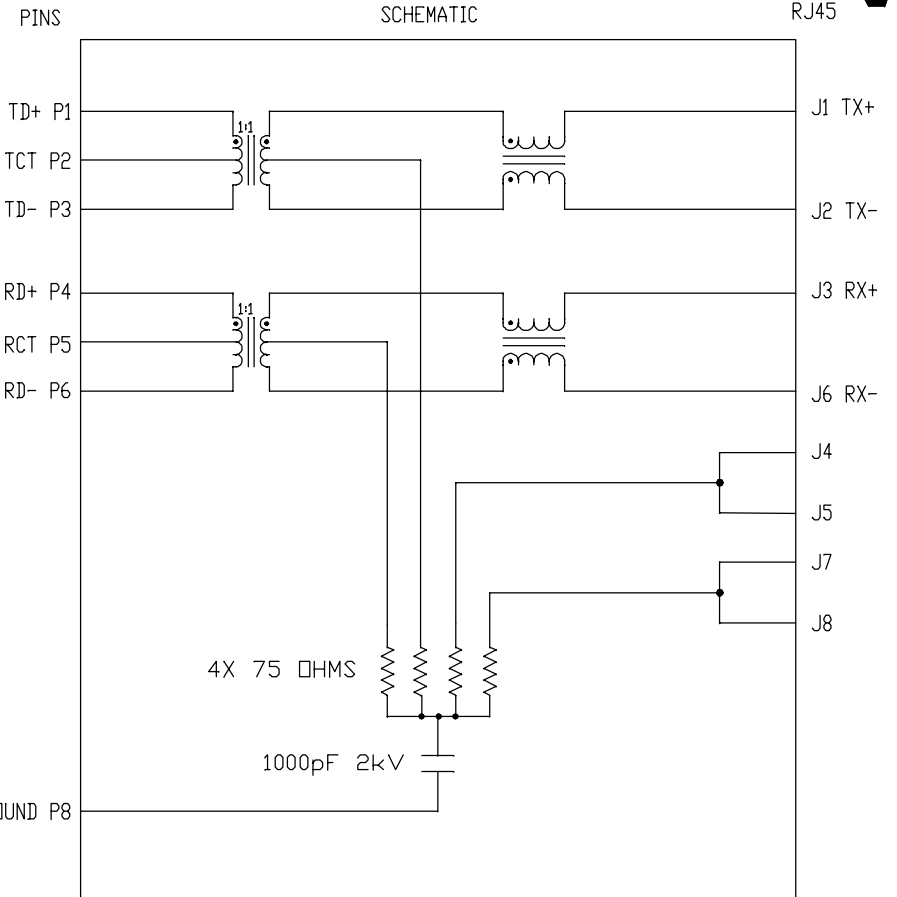 PINS
SCHEMATIC
RJ45
TD+ P1
1:1
J1 TX+
TCT P2
TD- P3
J2 TX-
RD+ P4
1:1
J3 RX+
RCT P5
RD- P6
J6 RX-
J4
J5
J7
J8
4X 75 OHMS
1000pF 2kV
OUND P8